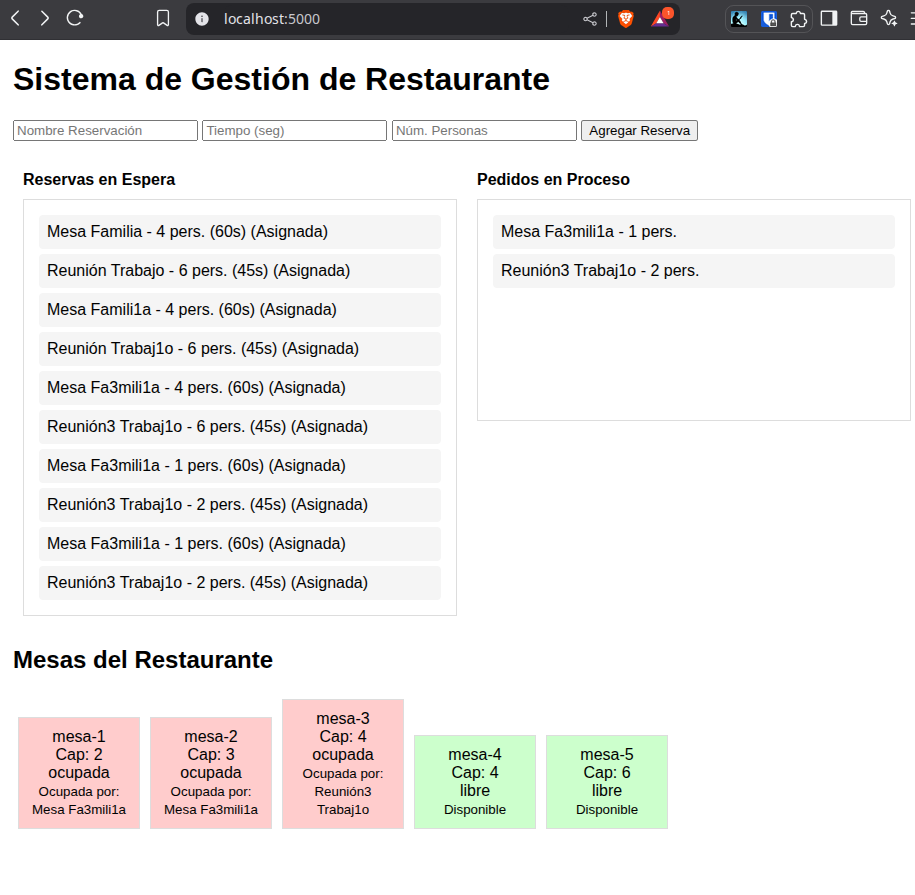 localhost:5000
Sistema de Gestión de Restaurante
Nombre Reservación
Tiempo (seg)
Núm. Personas
Agregar Reserva
Reservas en Espera
Mesa Familia - 4 pers. (60s) (Asignada)
Reunión Trabajo - 6 pers. (45s) (Asignada)
Mesa Famili1a - 4 pers. (60s) (Asignada)
Reunión Trabaj1o - 6 pers. (45s) (Asignada)
Mesa Fa3mili1a - 4 pers. (60s) (Asignada)
Reunión3 Trabaj1o - 6 pers. (45s) (Asignada)
Mesa Fa3mili1a - 1 pers. (60s) (Asignada)
Reunión3 Trabaj1o - 2 pers. (45s) (Asignada)
Mesa Fa3mili1a - 1 pers. (60s) (Asignada)
Reunión3 Trabaj1o - 2 pers. (45s) (Asignada)
Pedidos en Proceso
Mesa Fa3mili1a - 1 pers.
Reunión3 Trabaj1o - 2 pers.
Mesas del Restaurante
mesa-1
Cap: 2
ocupada
Ocupada por:
Mesa Fa3mili1a
mesa-2
Cap: 3
ocupada
Ocupada por:
Mesa Fa3mili1a
mesa-3
Cap: 4
ocupada
Ocupada por:
Reunión3
Trabaj1o
mesa-4
Cap: 4
libre
Disponible
mesa-5
Cap: 6
libre
Disponible